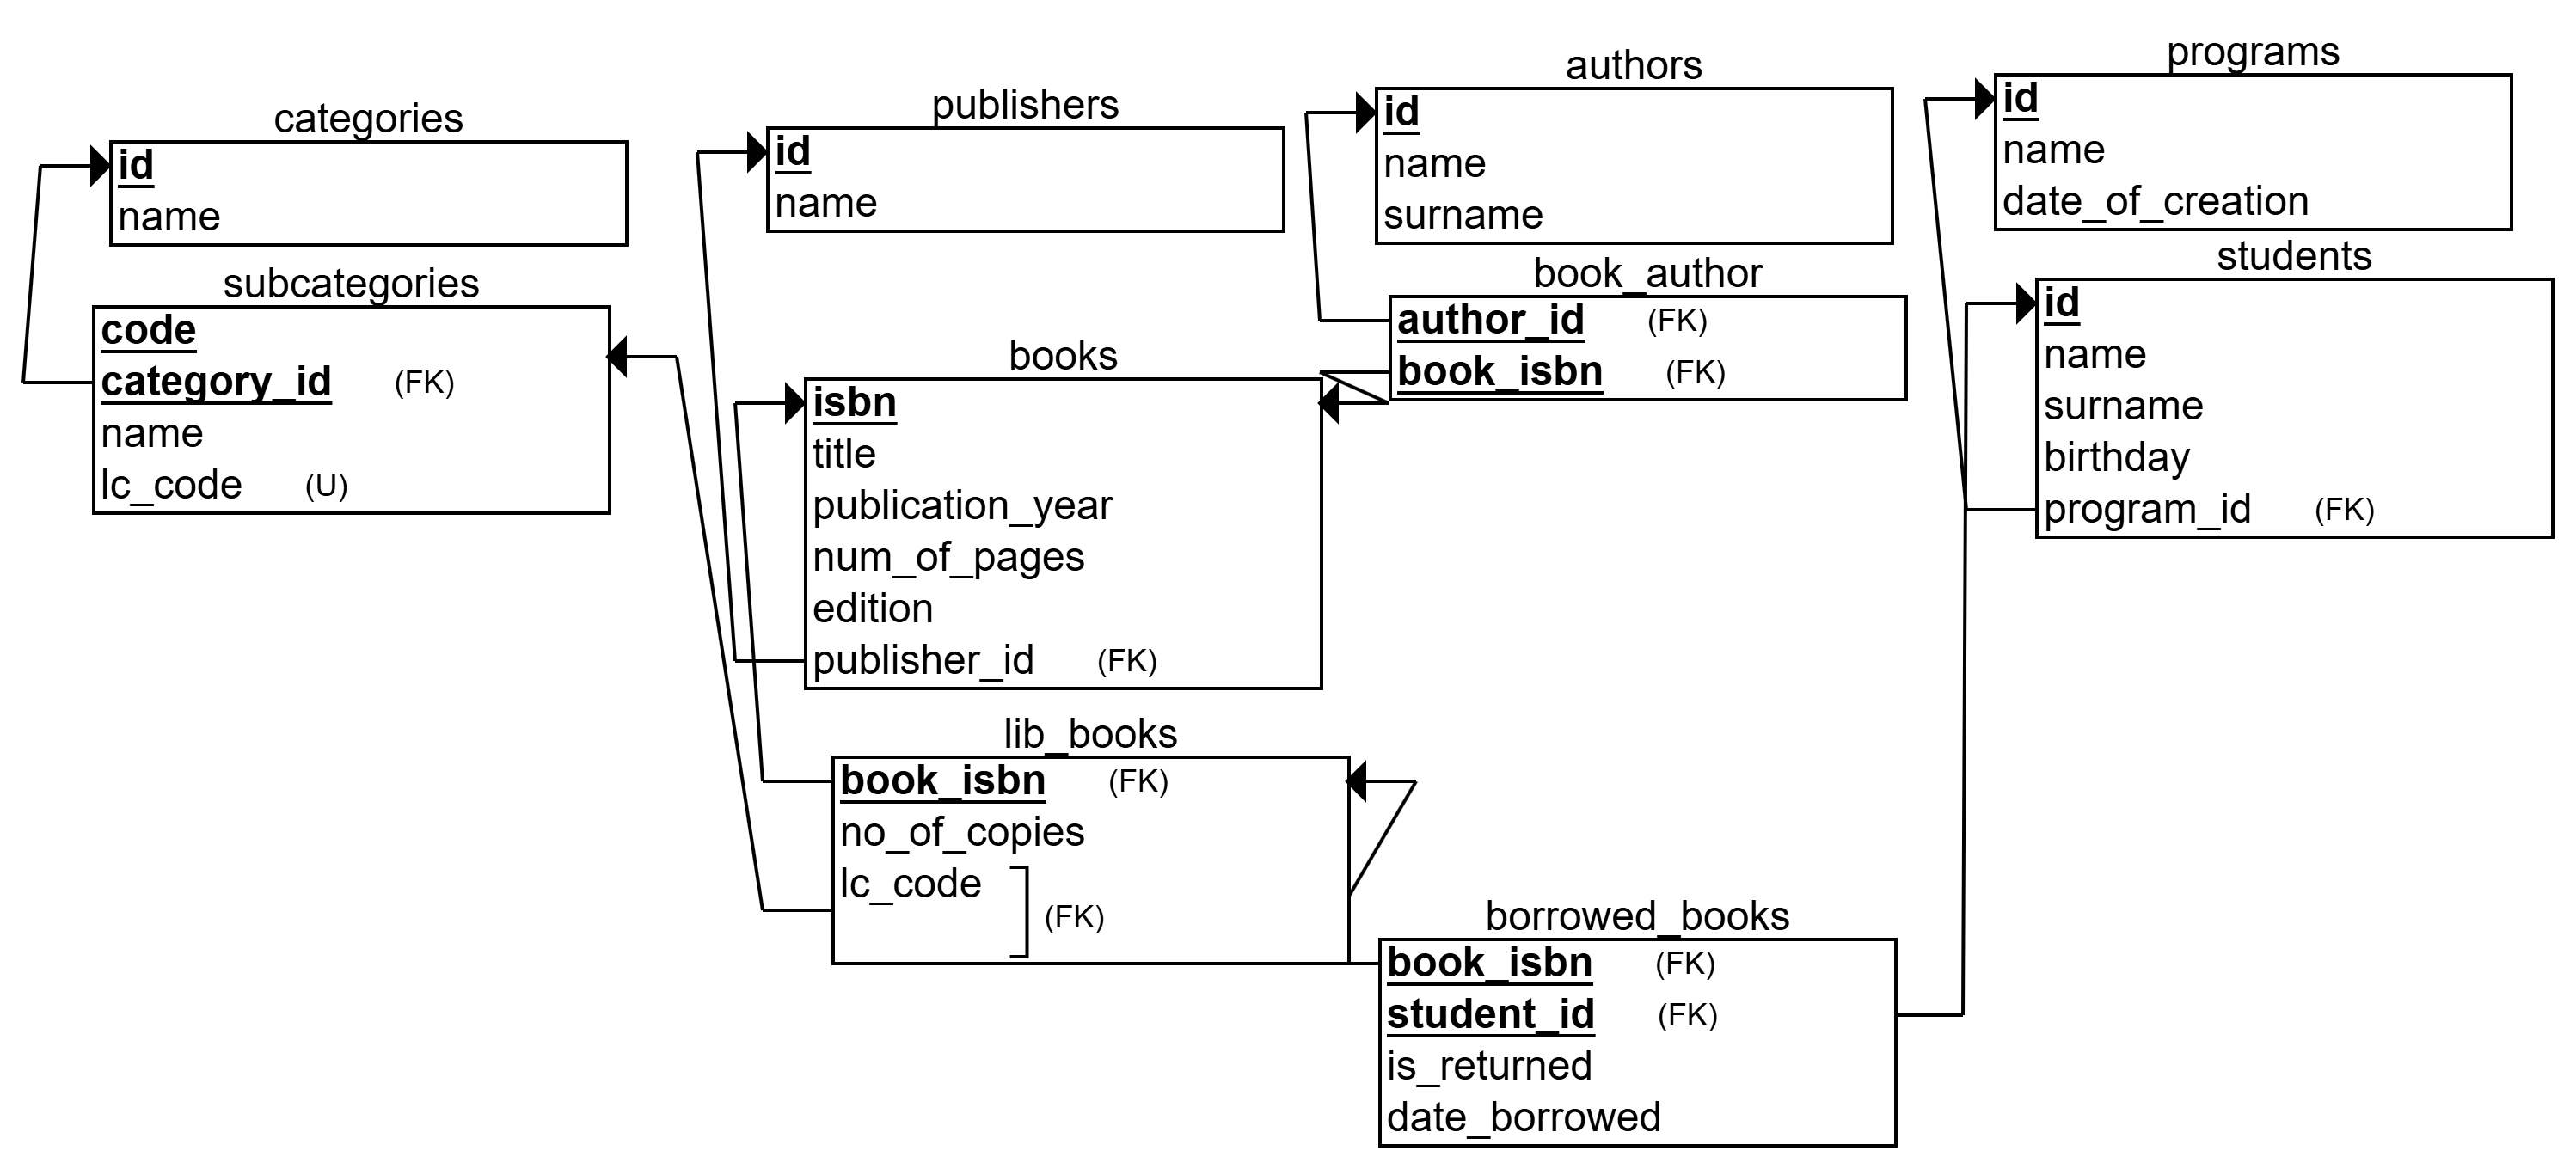 categories
id
name
subcategories
code
category_id (FK)
name
lc_code (U)
publishers
id
name
books
isbn
title
publication_year
num_of_pages
edition
publisher_id (FK)
lib_books
book_isbn (FK)
no_of_copies
lc_code
(FK)
authors
id
name
surname
book_author
author_id (FK)
book_isbn (FK)
borrowed_books
book_isbn (FK)
student_id (FK)
is_returned
date_borrowed
programs
id
name
date_of_creation
students
id
name
surname
birthday
program_id (FK)